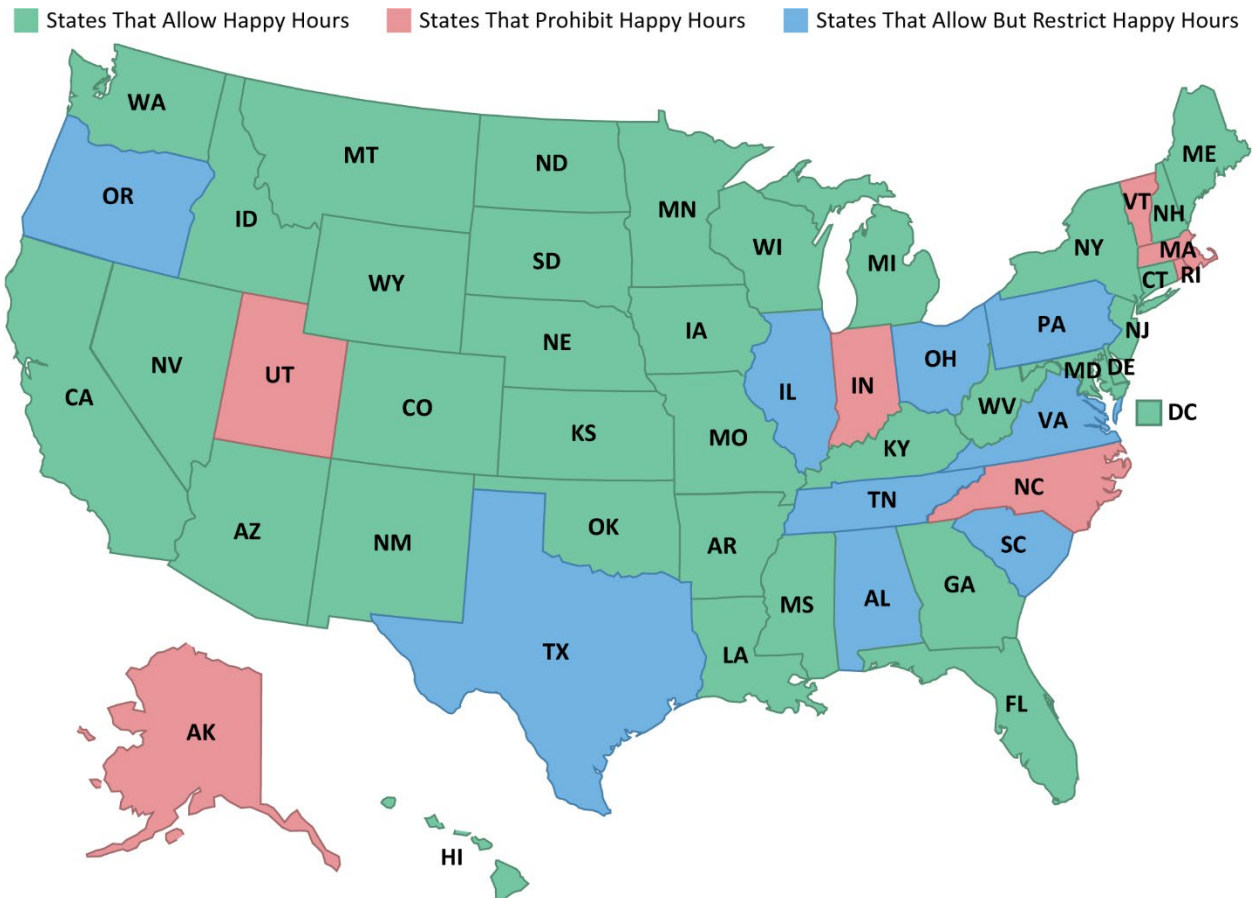 States That Allow Happy Hours States That Prohibit Happy Hours States That Allow But Restrict Happy Hours
WA
MT
ND
MN
ME
OR
ID
SD
WI
VT
NH
NY
MI
MA
WY
CT
RI
IA
PA
NE
NJ
NV
UT
OH
MD
DE
CA
CO
IL
IN
WV
DC
KS
MO
VA
KY
NC
TN
AZ
NM
OK
AR
SC
GA
MS
AL
TX
LA
FL
AK
HI